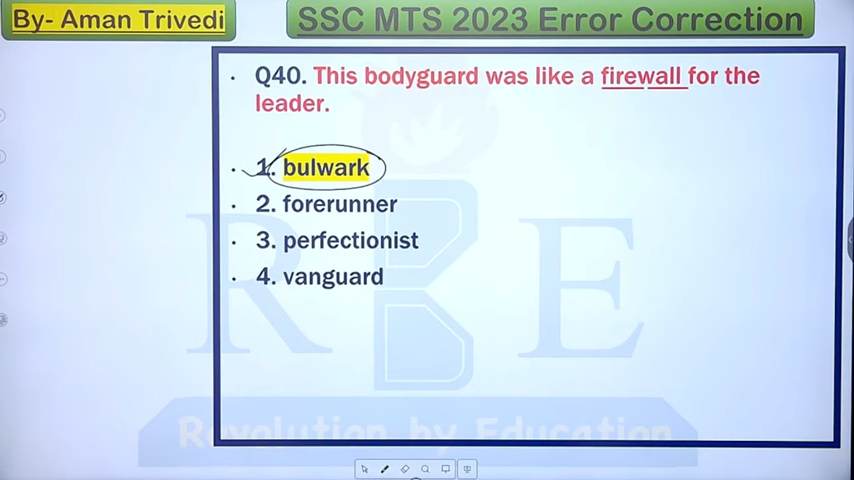 By- Aman Trivedi
SSC MTS 2023 Error Correction
• Q40. This bodyguard was like a firewall for the
leader.
• 1. bulwark
• 2. forerunner
• 3. perfectionist
• 4. vanguard
RBE
Revolution by Education